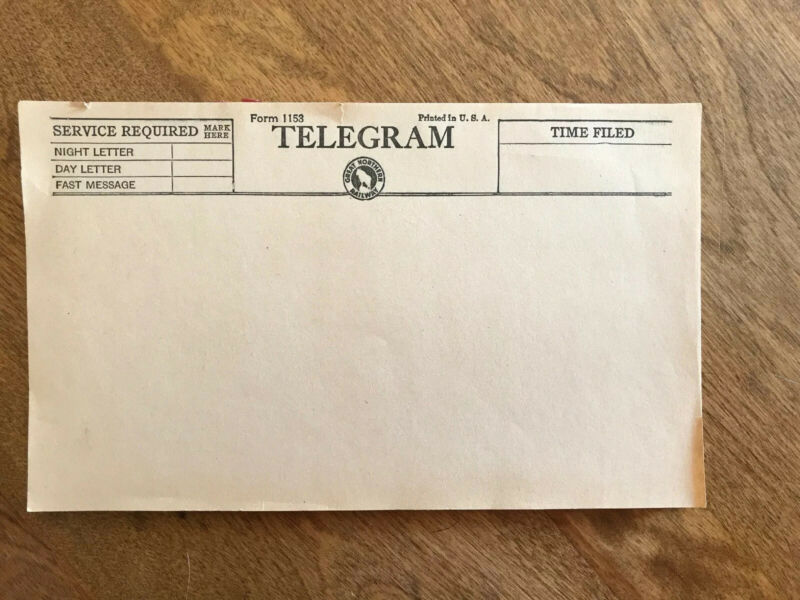 Form 1153
Printed in U. S. A.
SERVICE REQUIRED
MARK HERE
TELEGRAM
TIME FILED
NIGHT LETTER
DAY LETTER
FAST MESSAGE
GREAT NORTHERN RAILWAY